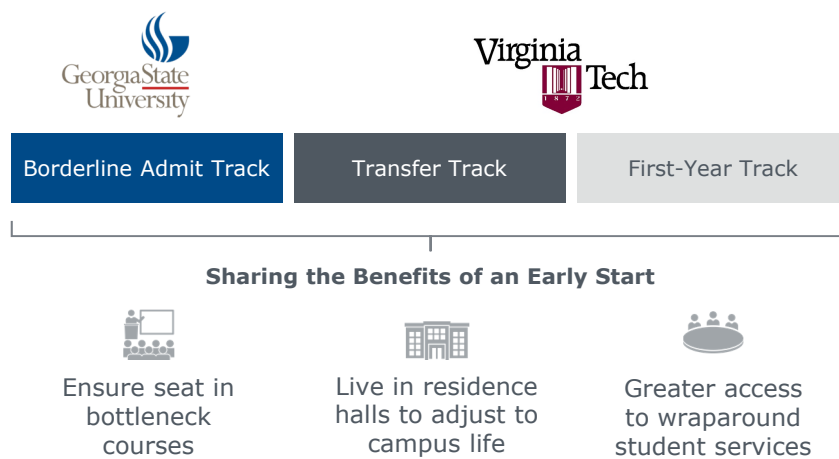 GeorgiaState
University
Virginia
Tech
1872
Borderline Admit Track
Transfer Track
First-Year Track
Sharing the Benefits of an Early Start
Ensure seat in
bottleneck
courses
Live in residence
halls to adjust to
campus life
Greater access
to wraparound
student services